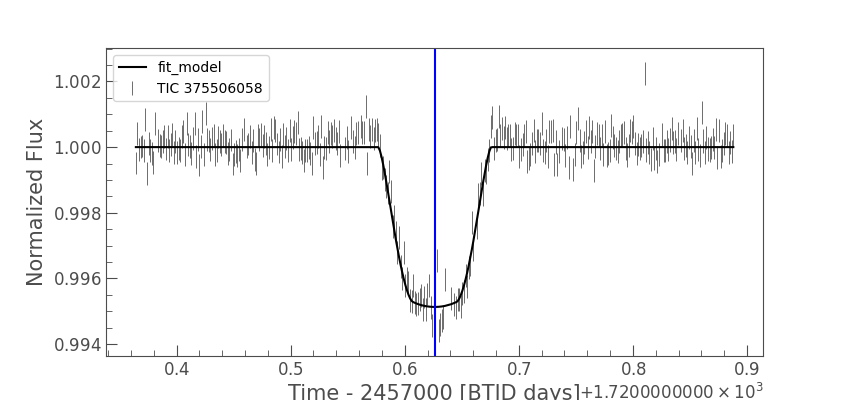 fit_model
TIC 375506058
Normalized Flux
1.002
1.000
0.998
0.996
0.994
0.4 0.5 0.6 0.7 0.8 0.9
Time - 2457000 [BTJD days]
+1.7200000000 × 10³